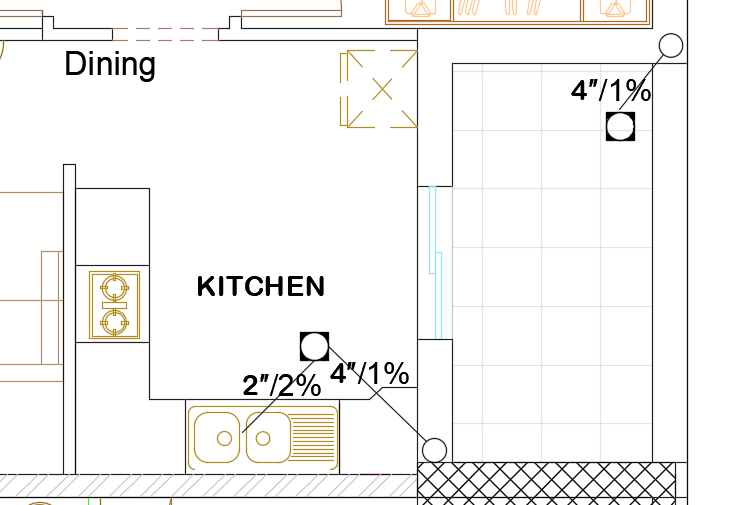 Dining
4"/1%
KITCHEN
4"/1%
2"/2%